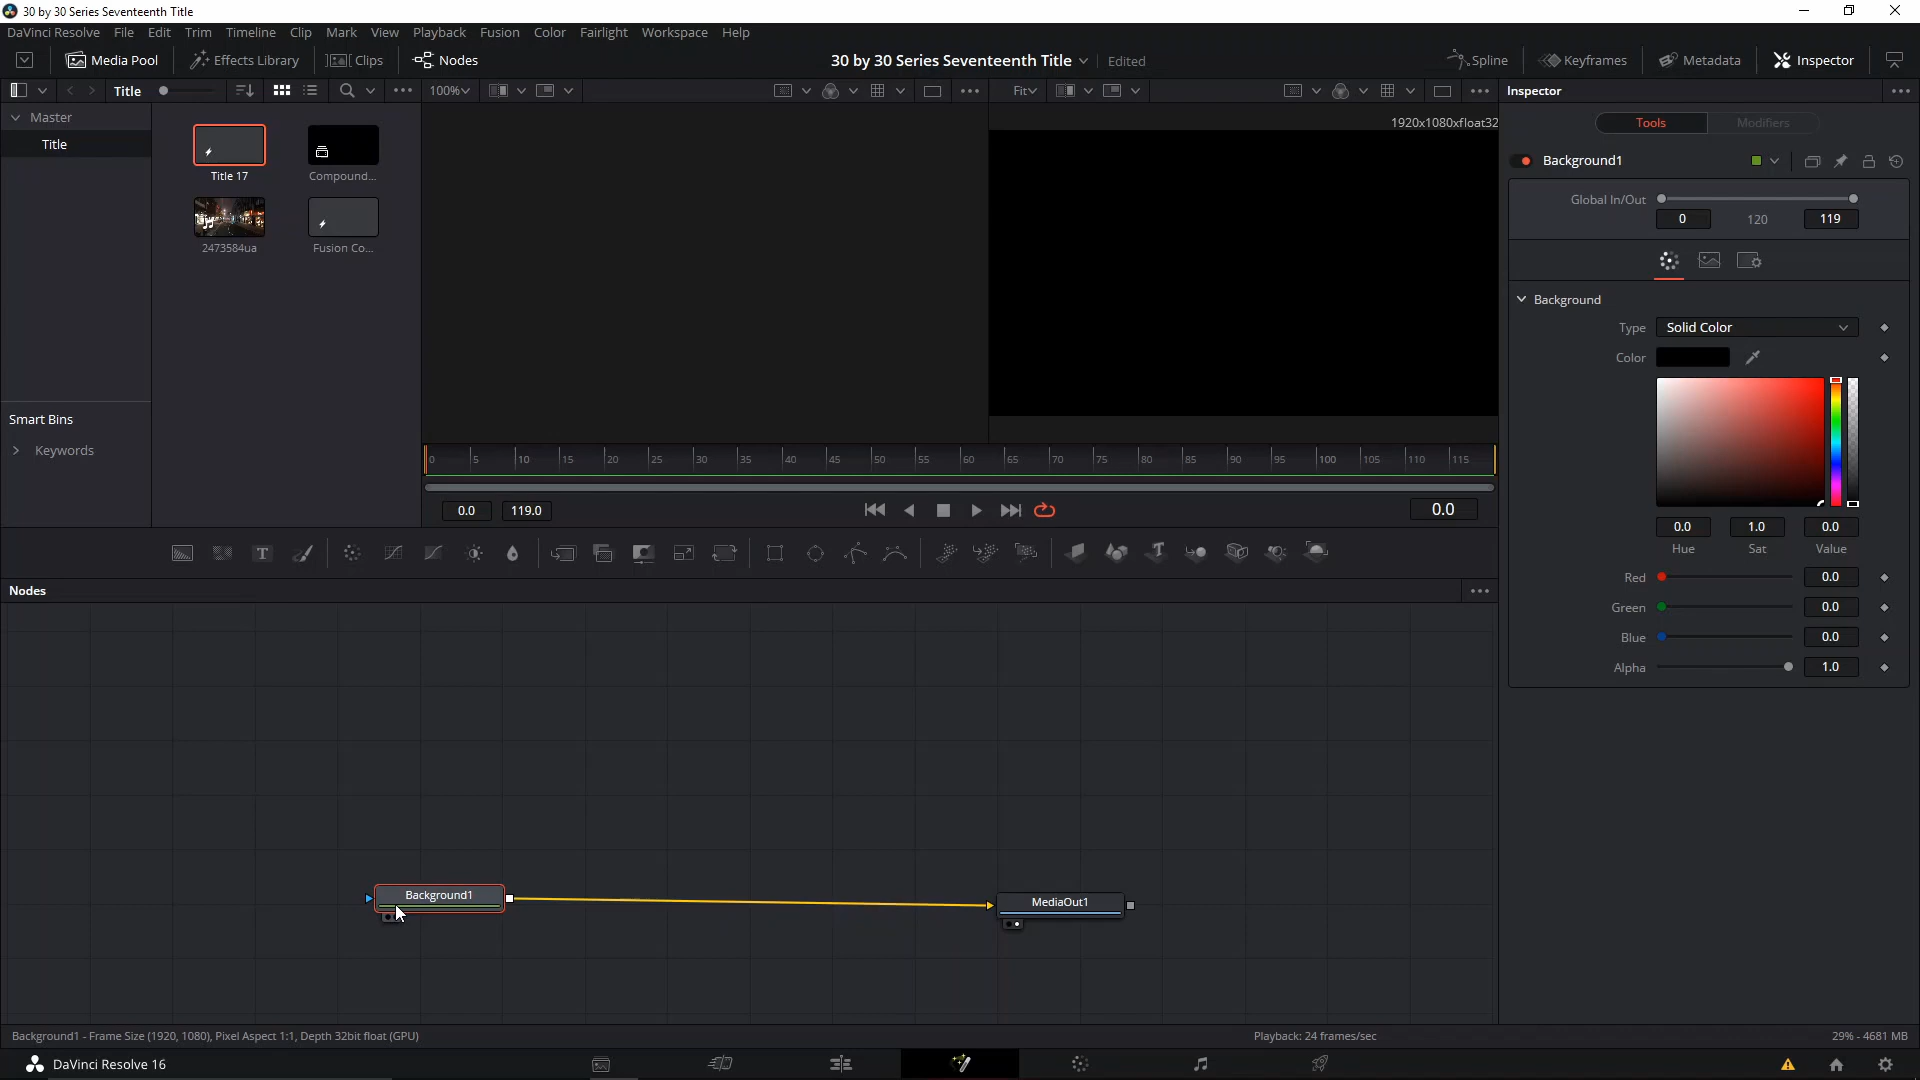 30 by 30 Series Seventeenth Title
DaVinci Resolve File Edit Trim Timeline Clip Mark View Playback Fusion Color Fairlight Workspace Help
Media Pool Effects Library Clips Nodes 30 by 30 Series Seventeenth Title Edited Spline Keyframes Metadata Inspector
Title 100% Fit Inspector
Master
Title
1920x1080xfloat32
Tools Modifiers
Title 17 Compound...
2473584ua Fusion Co...
Background1
Global In/Out
0 120 119
Background
Type Solid Color
Color
Smart Bins
Keywords
0 5 10 15 20 25 30 35 40 45 50 55 60 65 70 75 80 85 90 95 100 105 110 115
0.0 119.0 0.0
0.0 1.0 0.0
Hue Sat Value
Red 0.0
Green 0.0
Blue 0.0
Alpha 1.0
T
Nodes
Background1
MediaOut1
Background1 - Frame Size (1920, 1080), Pixel Aspect 1:1, Depth 32bit float (GPU) Playback: 24 frames/sec 29% - 4681 MB
DaVinci Resolve 16